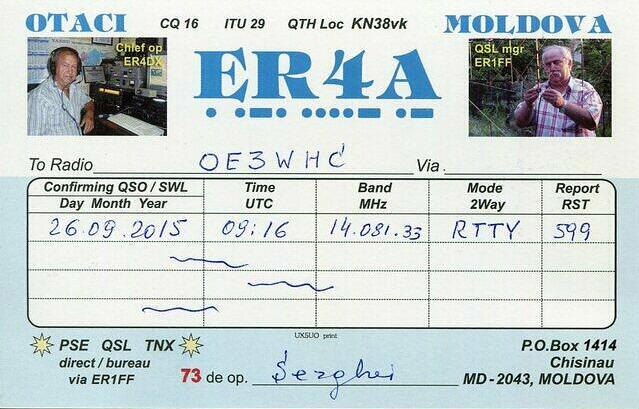 OTACI CQ 16 ITU 29 QTH Loc KN38vk MOLDOVA
Chief op
ER4DX
ER4A
QSL mgr
ER1FF
To Radio OE3WHC Via
Confirming QSO / SWL Time Band Mode Report
Day Month Year UTC MHz 2Way RST
26.09.2015 09:16 14.081.33 RTTY 599
UX5UO print
PSE QSL TNX
direct / bureau
via ER1FF
73 de op. Serghei
P.O.Box 1414
Chisinau
MD-2043, MOLDOVA